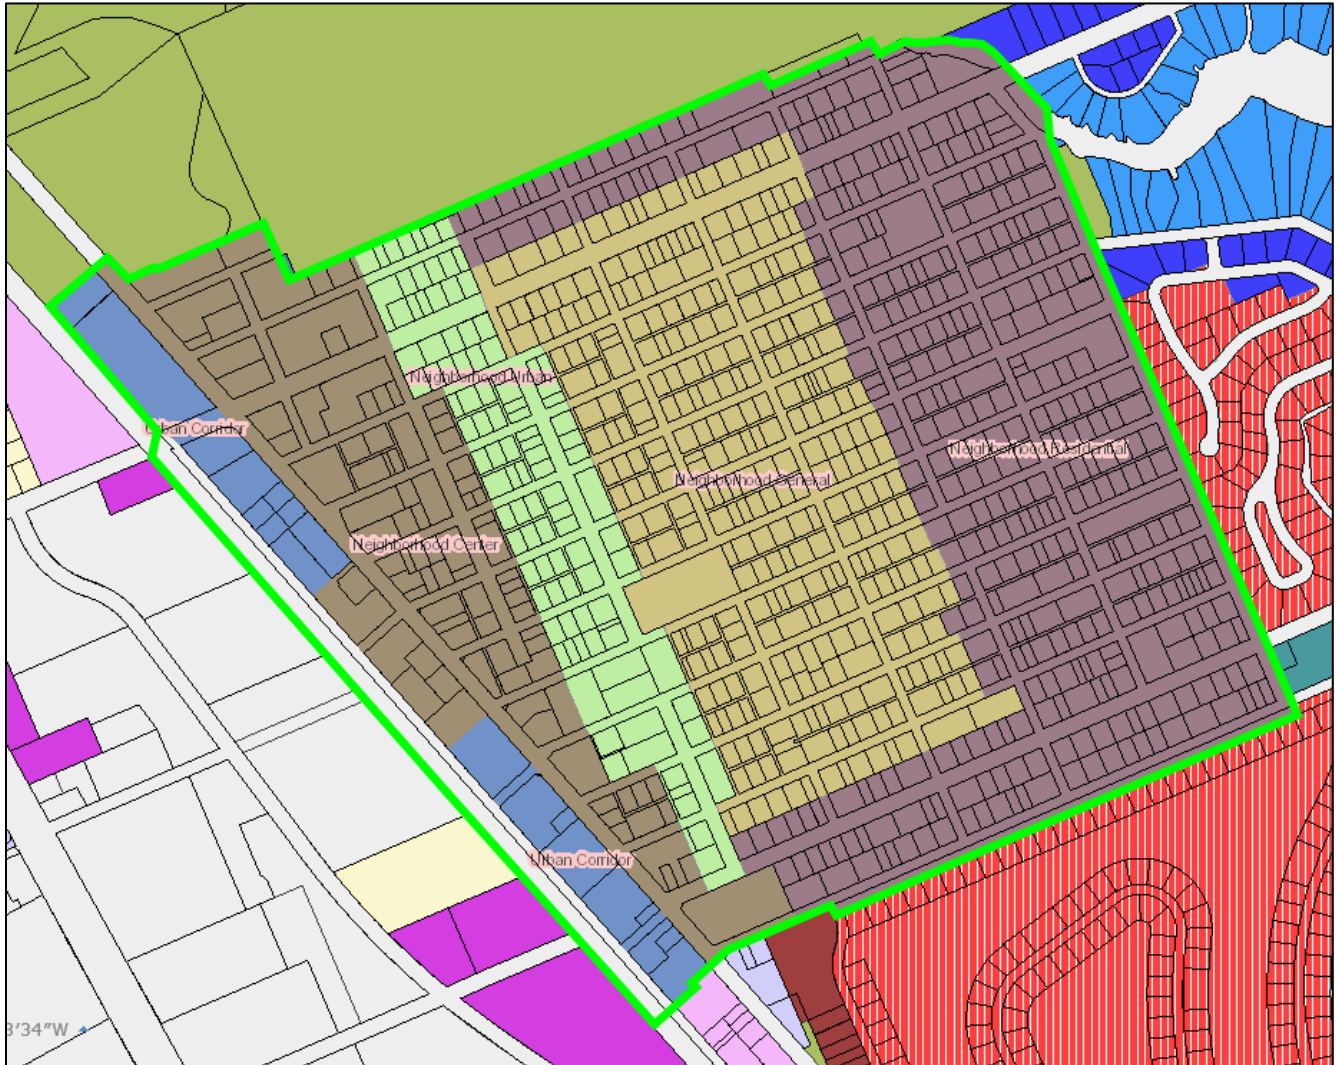 Neighborhood Urban
Urban Corridor
Neighborhood Residential
Neighborhood General
Neighborhood Center
Urban Corridor
3'34"W